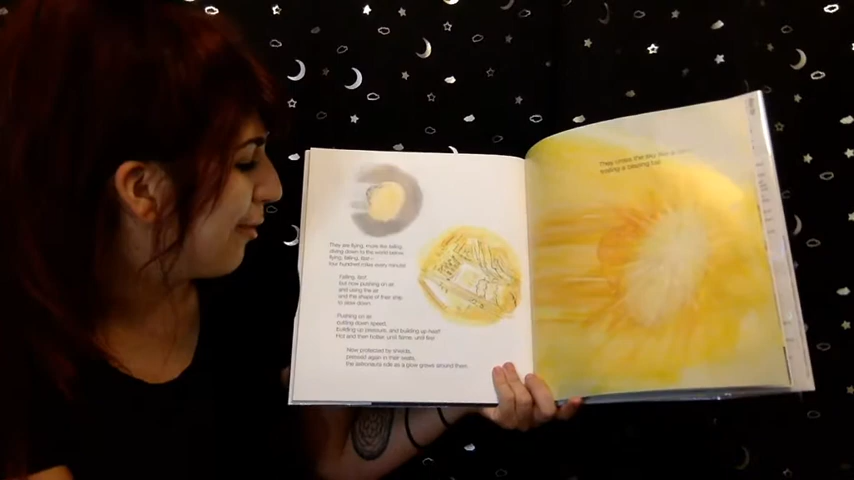 They are flying, more like falling,
falling down to the world below,
flying, falling, fast—
four hundred miles every minute!
Falling, fast,
but now pushing on air
and using the air
and the shape of their ship
to slow down.
Pushing on air,
cutting down speed,
building up pressure, and building up heat:
Hot and then hotter, until flame, until fire!
Now protected by shields,
pressed again in their seats,
the astronauts ride as a glow grows around them.
They cross the sky like a
trailing a blazing tail